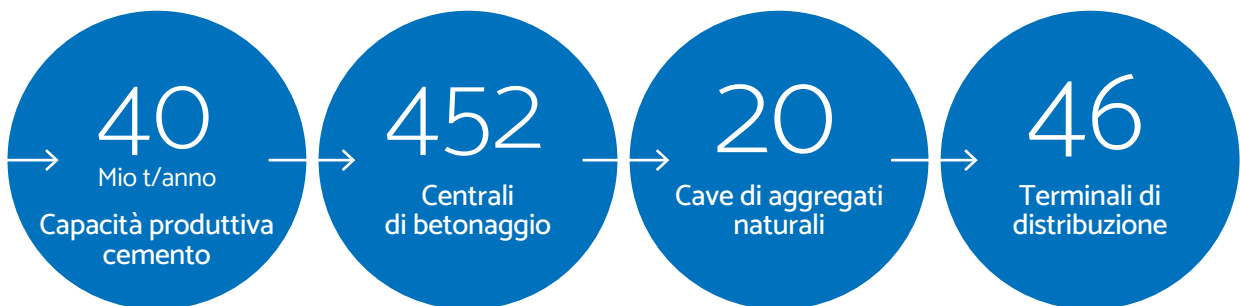 40
Mio t/anno
Capacità produttiva
cemento
452
Centrali
di betonaggio
20
Cave di aggregati
naturali
46
Terminali di
distribuzione